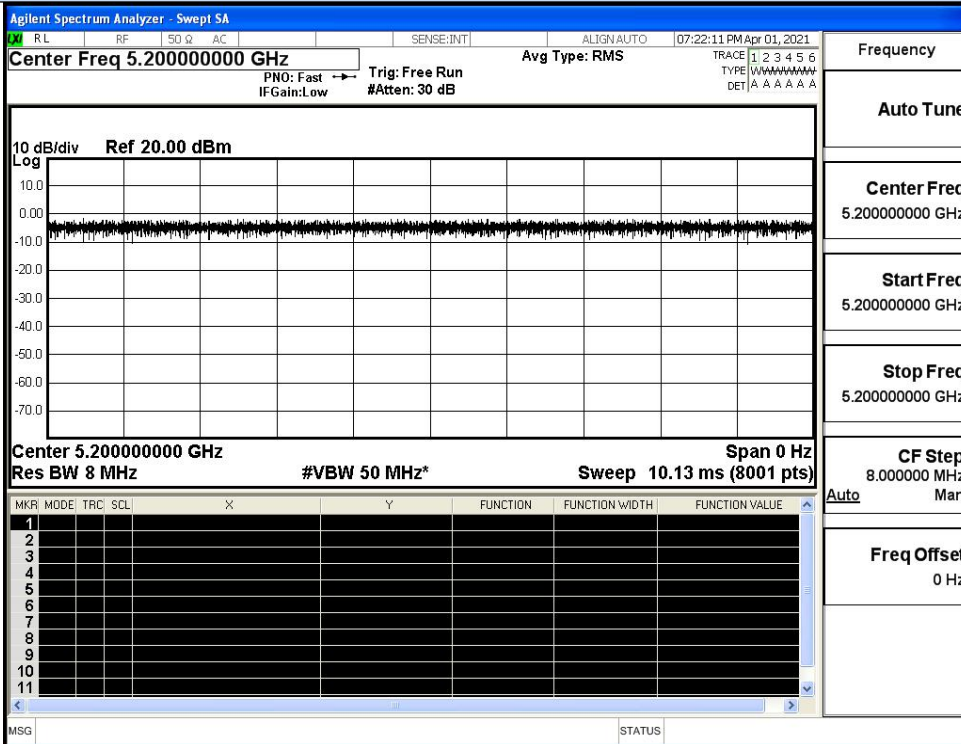 Agilent Spectrum Analyzer - Swept SA
LXI RL RF 50 Ω AC SENSE:INT ALIGN AUTO 07:22:11 PM Apr 01, 2021
Center Freq 5.200000000 GHz Avg Type: RMS TRACE 1 2 3 4 5 6
PNO: Fast Trig: Free Run TYPE WWWWWW
IFGain:Low #Atten: 30 dB DET A A A A A A
Frequency
Auto Tune
10 dB/div Ref 20.00 dBm
Log
10.0
0.00
-10.0
-20.0
-30.0
-40.0
-50.0
-60.0
-70.0
Center 5.200000000 GHz Span 0 Hz
Res BW 8 MHz #VBW 50 MHz* Sweep 10.13 ms (8001 pts)
Center Freq
5.200000000 GHz
Start Freq
5.200000000 GHz
Stop Freq
5.200000000 GHz
CF Step
8.000000 MHz
Auto Man
Freq Offset
0 Hz
MKR MODE TRC SCL X Y FUNCTION FUNCTION WIDTH FUNCTION VALUE
1
2
3
4
5
6
7
8
9
10
11
MSG STATUS